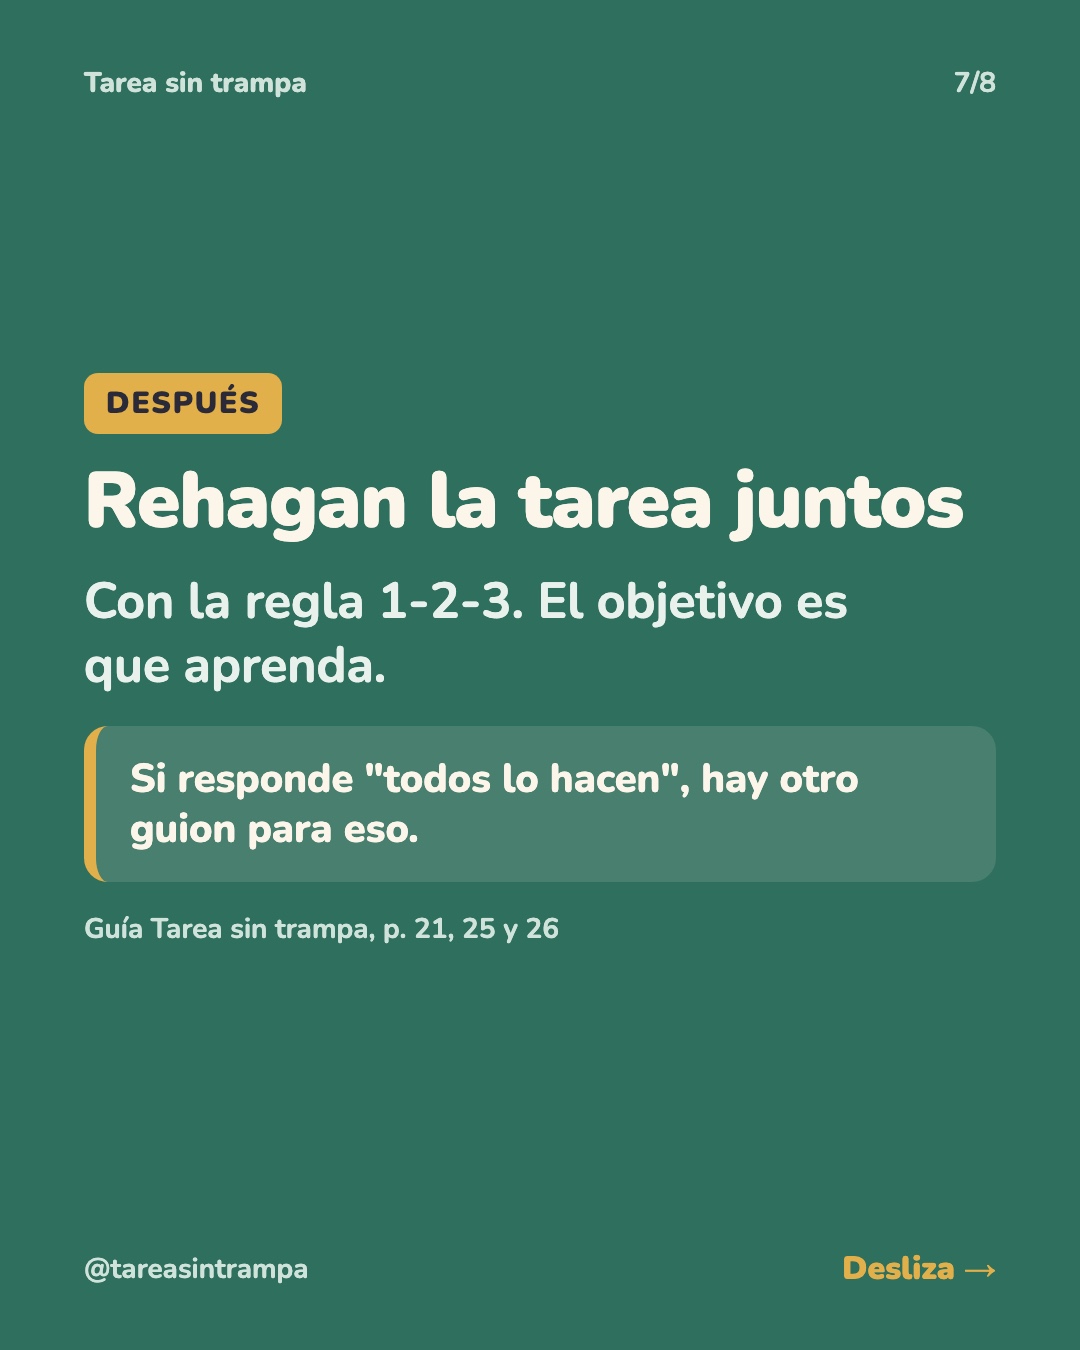 Tarea sin trampa
7/8
DESPUÉS
Rehagan la tarea juntos
Con la regla 1-2-3. El objetivo es
que aprenda.
Si responde "todos lo hacen", hay otro
guion para eso.
Guía Tarea sin trampa, p. 21, 25 y 26
@tareasintrampa
Desliza →